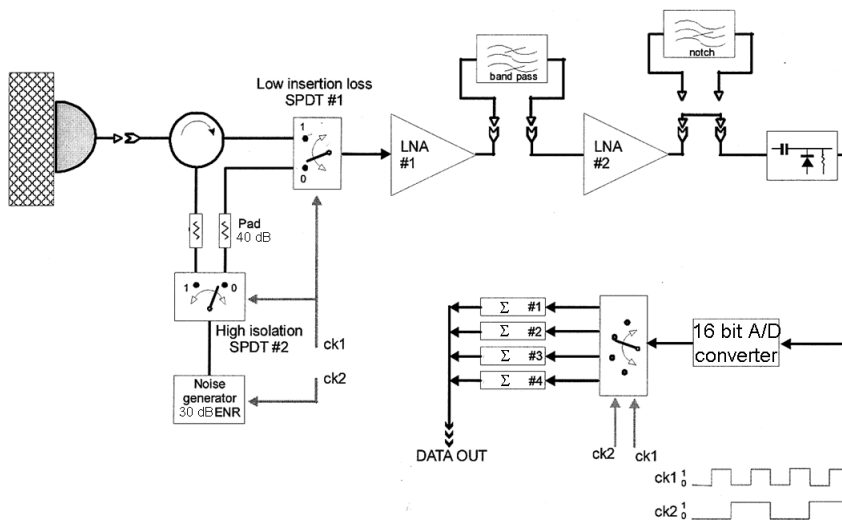 band pass
notch
Low insertion loss
SPDT #1
1
0
LNA
#1
LNA
#2
Pad
40 dB
1
0
High isolation
SPDT #2
ck1
ck2
Noise
generator
30 dB ENR
Σ #1
Σ #2
Σ #3
Σ #4
16 bit A/D
converter
DATA OUT
ck2
ck1
ck1 1
0
ck2 1
0